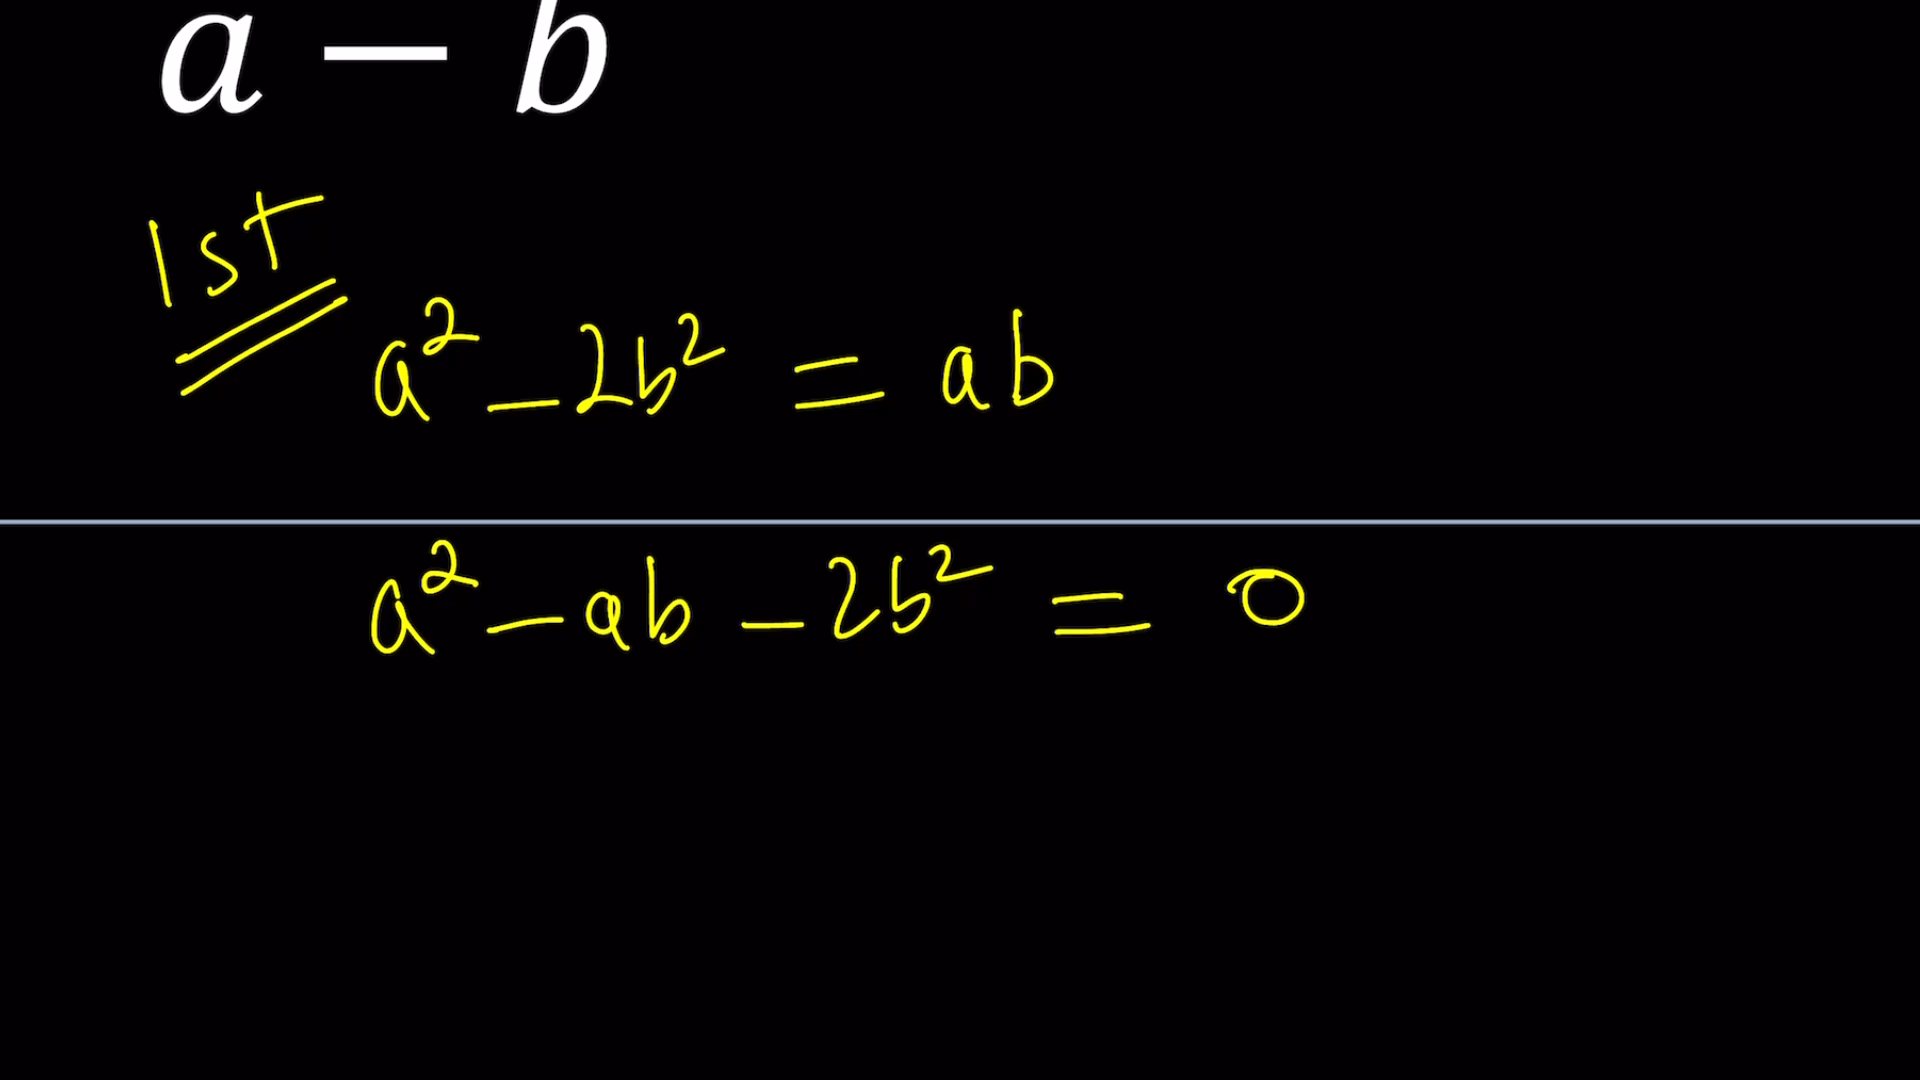 a − b
1st
a² − 2b² = ab
a² − ab − 2b² = 0